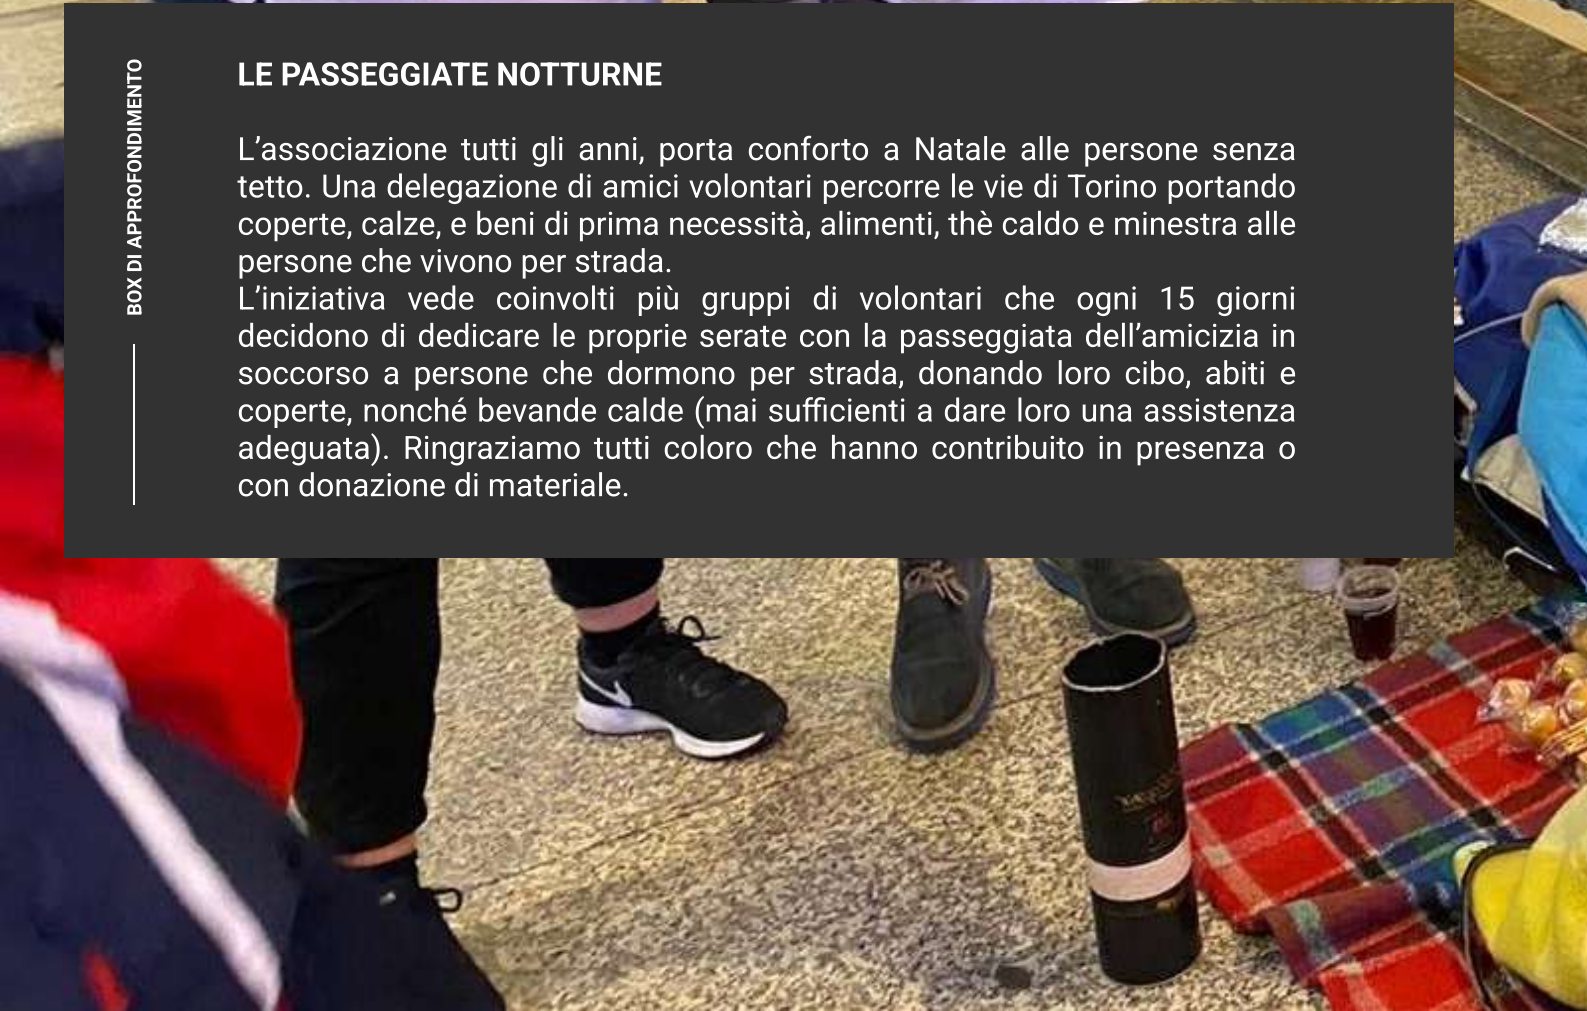 BOX DI APPROFONDIMENTO
LE PASSEGGIATE NOTTURNE
L’associazione tutti gli anni, porta conforto a Natale alle persone senza
tetto. Una delegazione di amici volontari percorre le vie di Torino portando
coperte, calze, e beni di prima necessità, alimenti, thè caldo e minestra alle
persone che vivono per strada.
L’iniziativa vede coinvolti più gruppi di volontari che ogni 15 giorni
decidono di dedicare le proprie serate con la passeggiata dell’amicizia in
soccorso a persone che dormono per strada, donando loro cibo, abiti e
coperte, nonché bevande calde (mai sufficienti a dare loro una assistenza
adeguata). Ringraziamo tutti coloro che hanno contribuito in presenza o
con donazione di materiale.